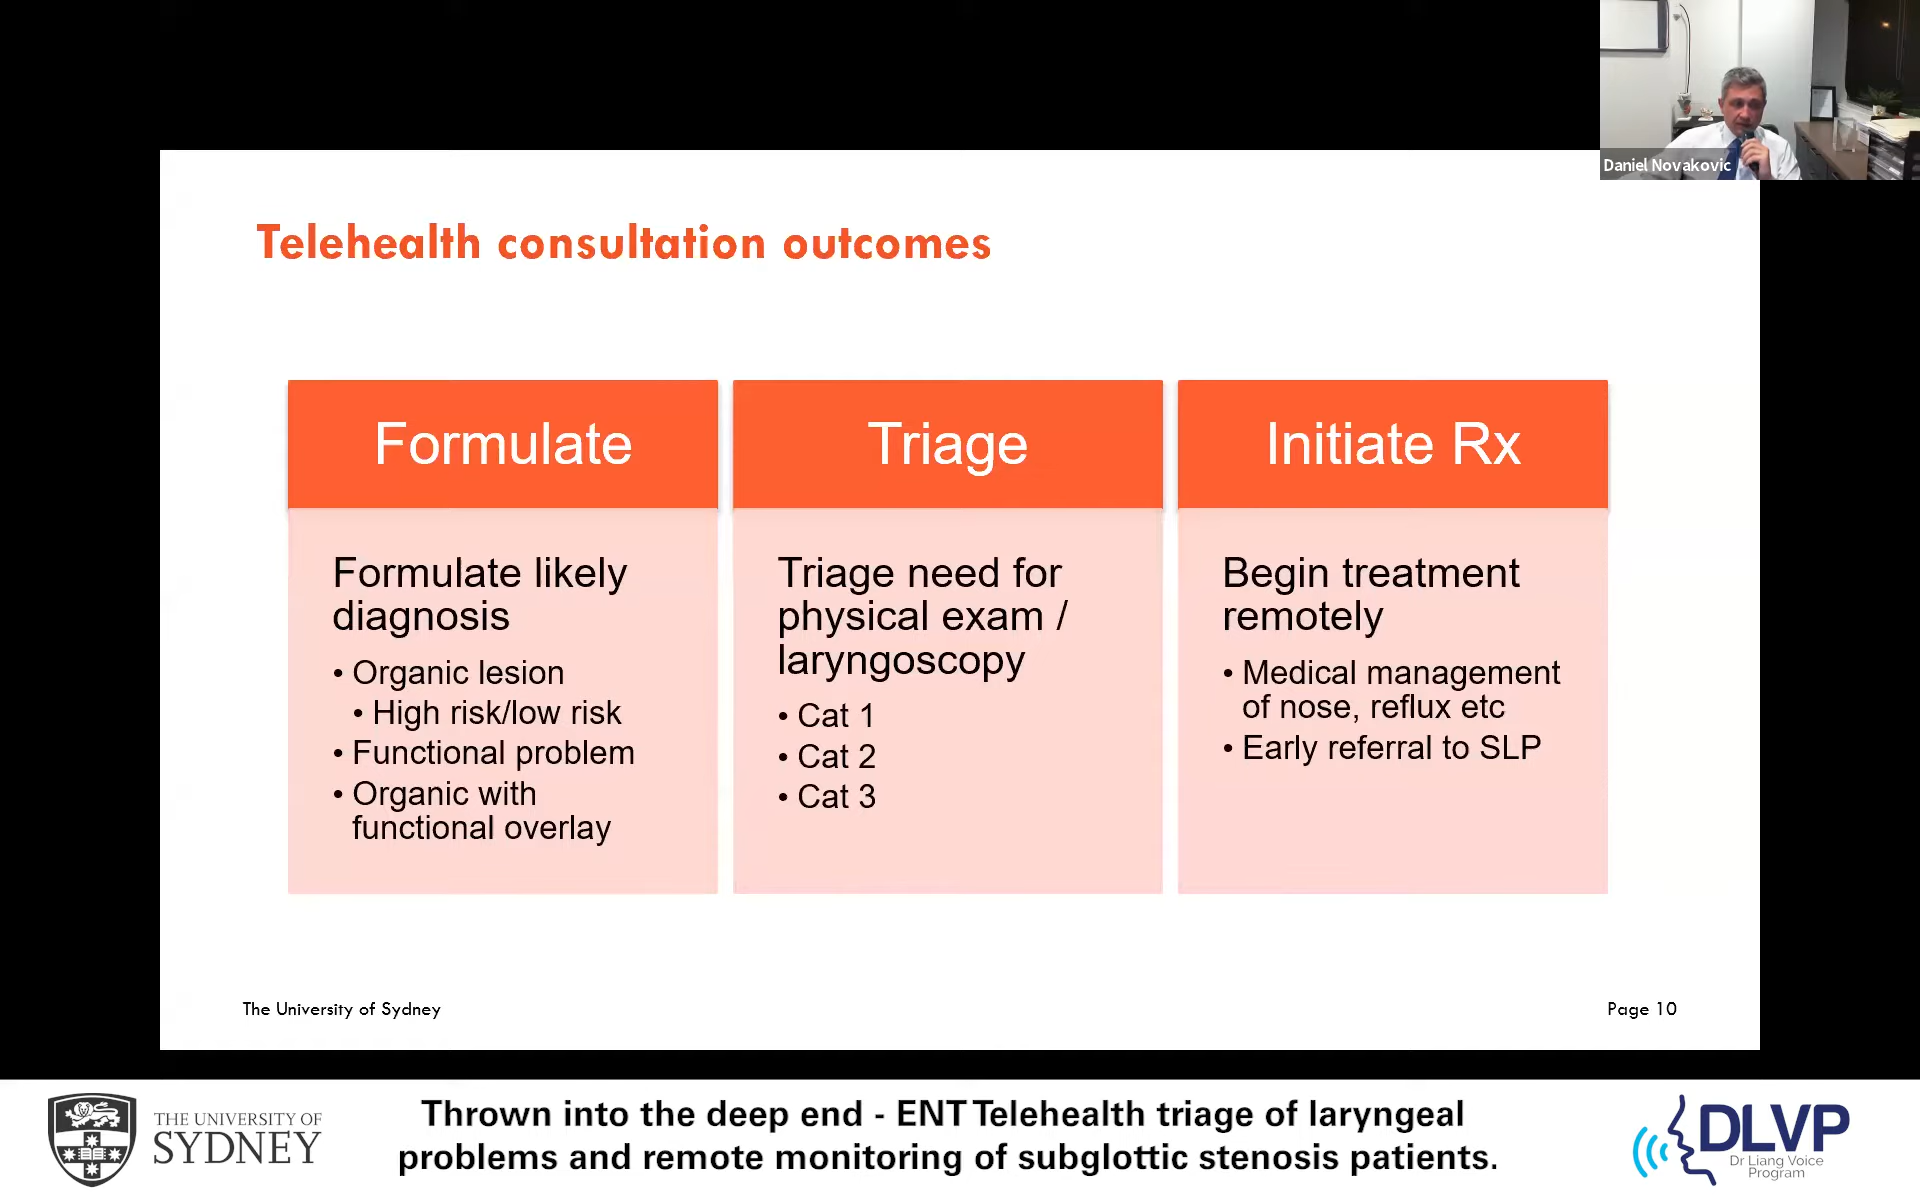 Daniel Novakovic
Telehealth consultation outcomes
Formulate
Formulate likely
diagnosis
• Organic lesion
• High risk/low risk
• Functional problem
• Organic with
functional overlay
Triage
Triage need for
physical exam /
laryngoscopy
• Cat 1
• Cat 2
• Cat 3
Initiate Rx
Begin treatment
remotely
• Medical management
of nose, reflux etc
• Early referral to SLP
The University of Sydney
Page 10
THE UNIVERSITY OF
SYDNEY
Thrown into the deep end - ENT Telehealth triage of laryngeal
problems and remote monitoring of subglottic stenosis patients.
DLVP
Dr Liang Voice
Program